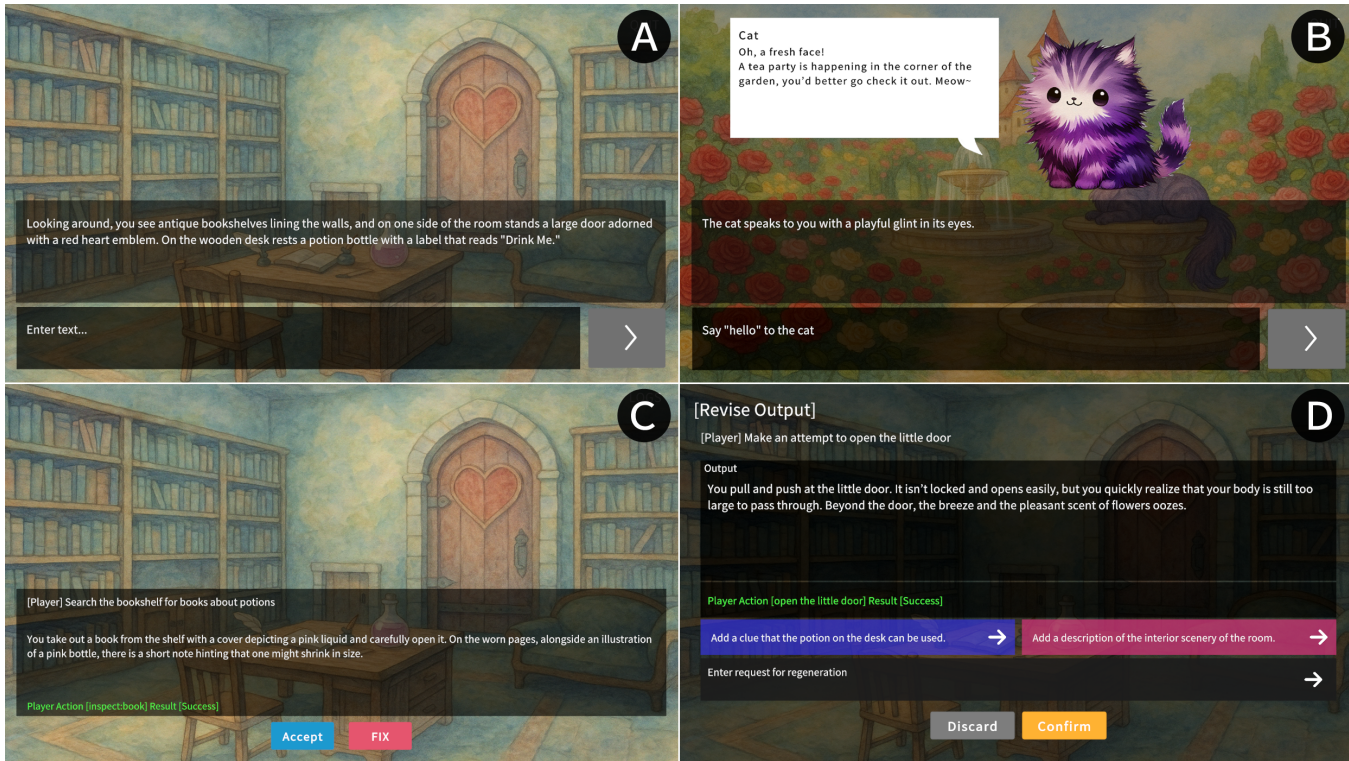 A
Looking around, you see antique bookshelves lining the walls, and on one side of the room stands a large door adorned
with a red heart emblem. On the wooden desk rests a potion bottle with a label that reads "Drink Me."
Enter text...
B
Cat
Oh, a fresh face!
A tea party is happening in the corner of the
garden, you'd better go check it out. Meow~
The cat speaks to you with a playful glint in its eyes.
Say "hello" to the cat
C
[Player] Search the bookshelf for books about potions
You take out a book from the shelf with a cover depicting a pink liquid and carefully open it. On the worn pages, alongside an illustration
of a pink bottle, there is a short note hinting that one might shrink in size.
Player Action [inspect:book] Result [Success]
Accept
FIX
D
[Revise Output]
[Player] Make an attempt to open the little door
Output
You pull and push at the little door. It isn't locked and opens easily, but you quickly realize that your body is still too
large to pass through. Beyond the door, the breeze and the pleasant scent of flowers oozes.
Player Action [open the little door] Result [Success]
Add a clue that the potion on the desk can be used.
Add a description of the interior scenery of the room.
Enter request for regeneration
Discard
Confirm